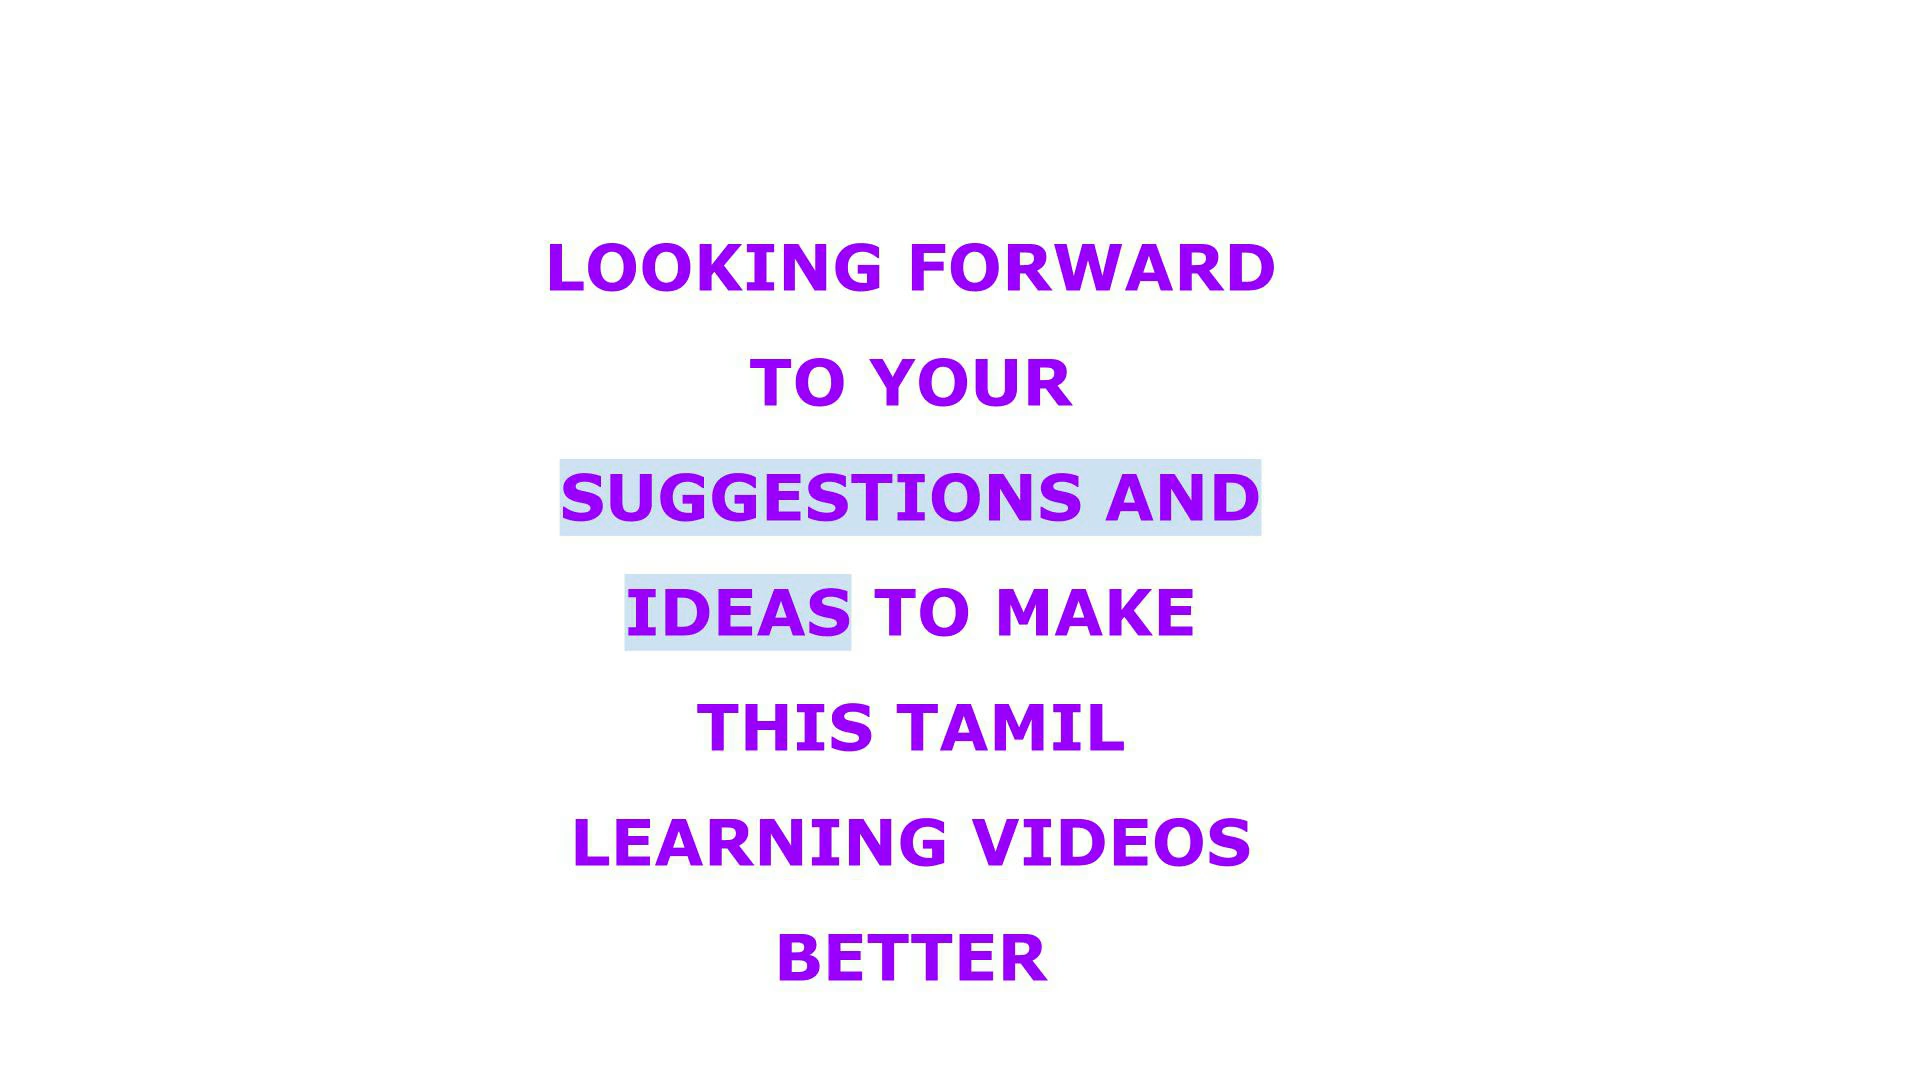 LOOKING FORWARD
TO YOUR
SUGGESTIONS AND
IDEAS TO MAKE
THIS TAMIL
LEARNING VIDEOS
BETTER